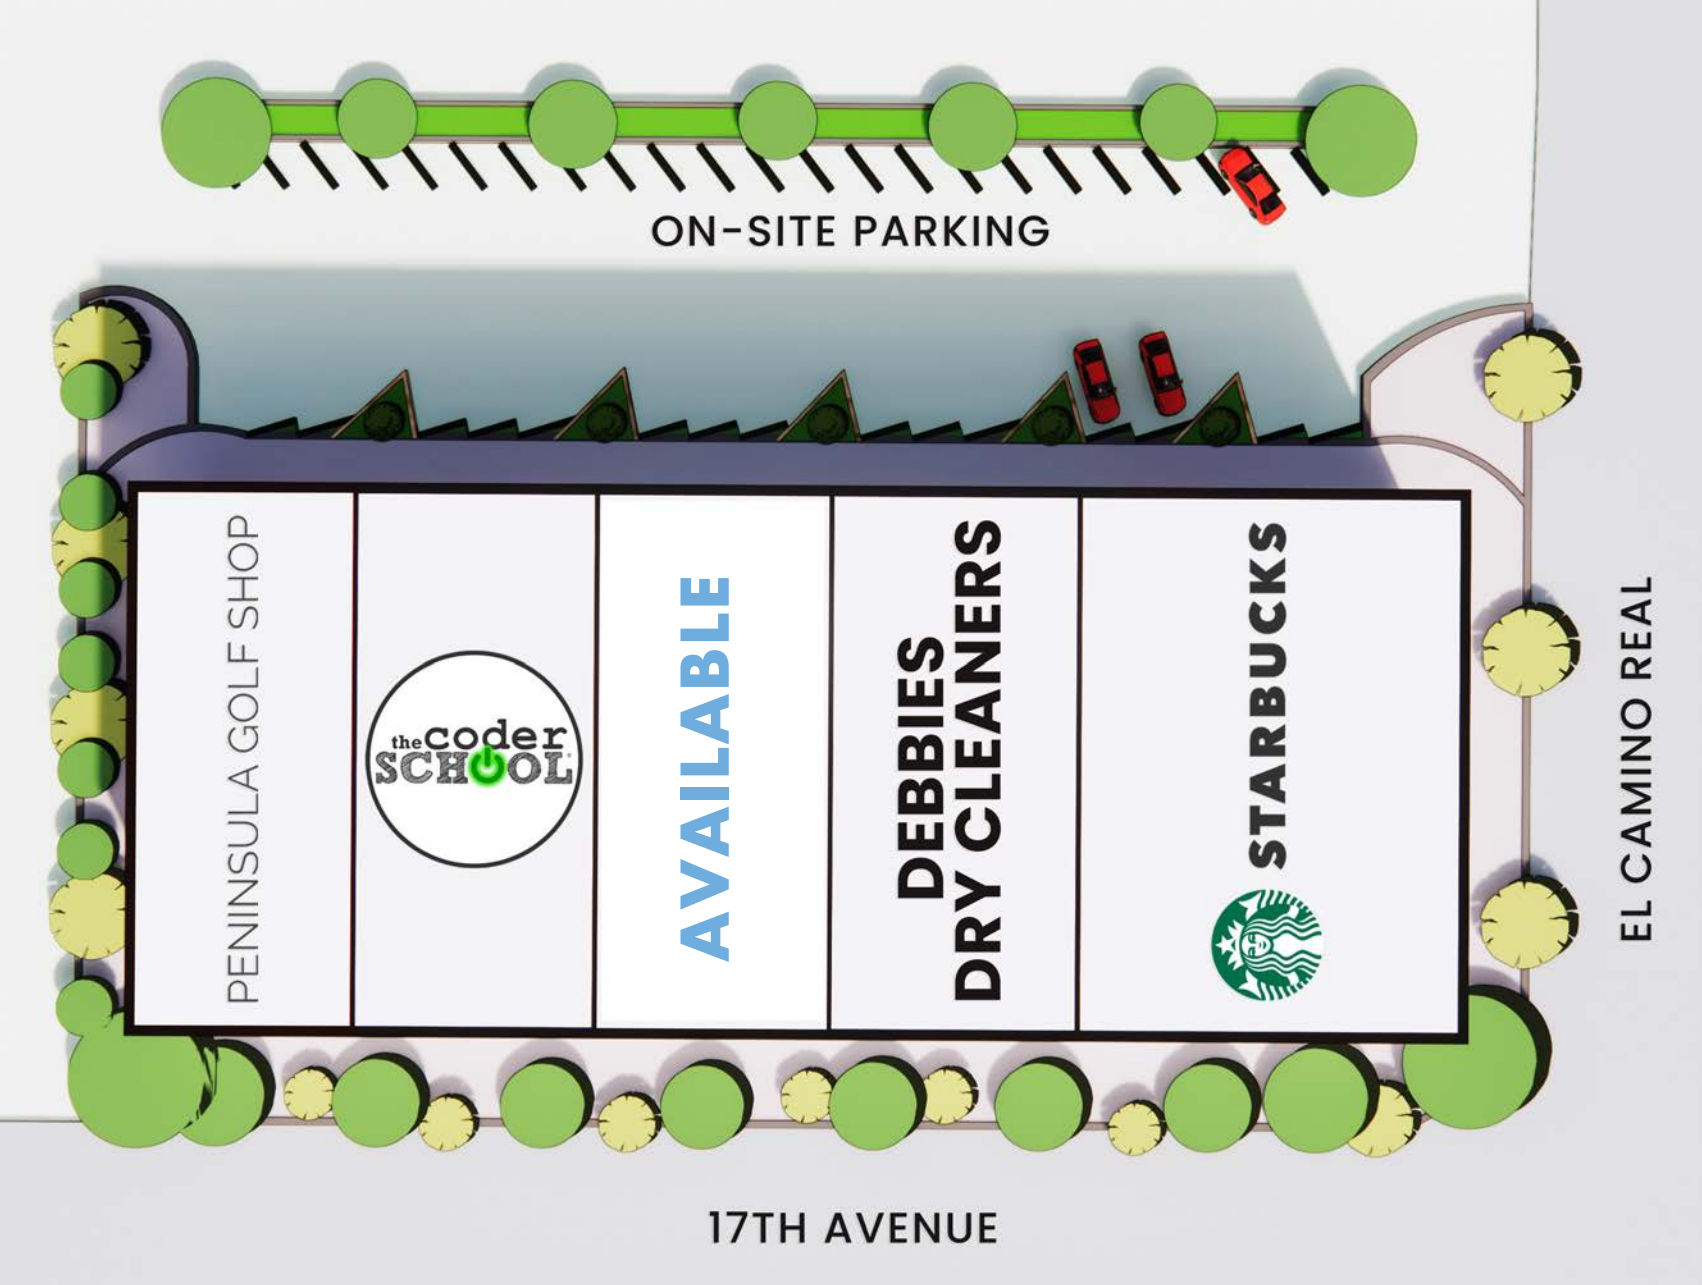 ON-SITE PARKING
PENINSULA GOLF SHOP
the coder
SCHOOL
AVAILABLE
DEBBIES
DRY CLEANERS
STARBUCKS
EL CAMINO REAL
17TH AVENUE